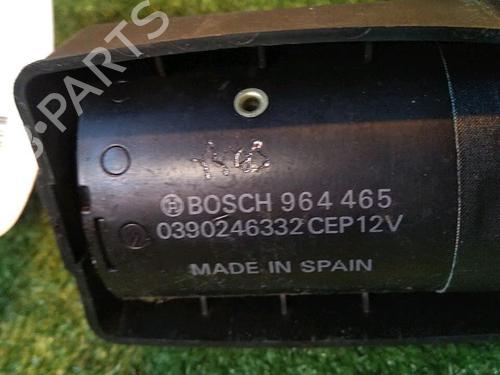 B-PARTS
BOSCH 964 465
0390246332 CEP12V
MADE IN SPAIN